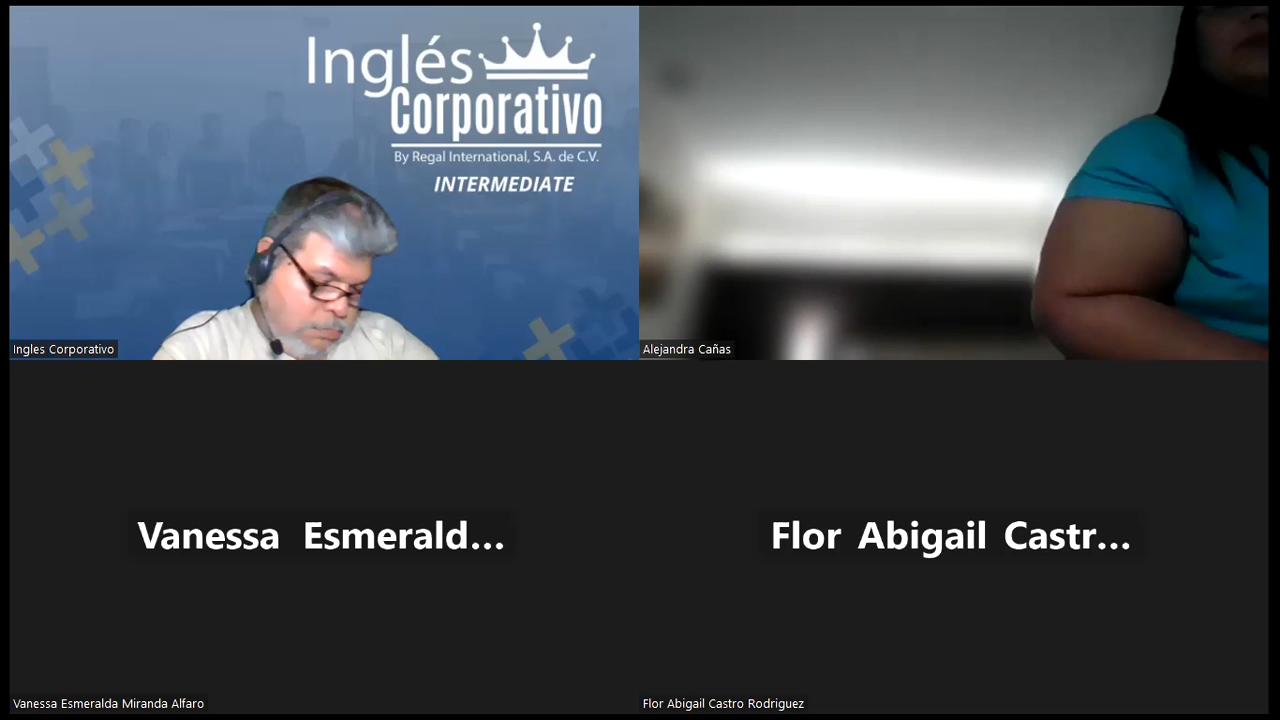 Inglés
Corporativo
By Regal International, S.A. de C.V.
INTERMEDIATE
Ingles Corporativo
Alejandra Cañas
Vanessa Esmerald...
Flor Abigail Castr...
Vanessa Esmeralda Miranda Alfaro
Flor Abigail Castro Rodriguez